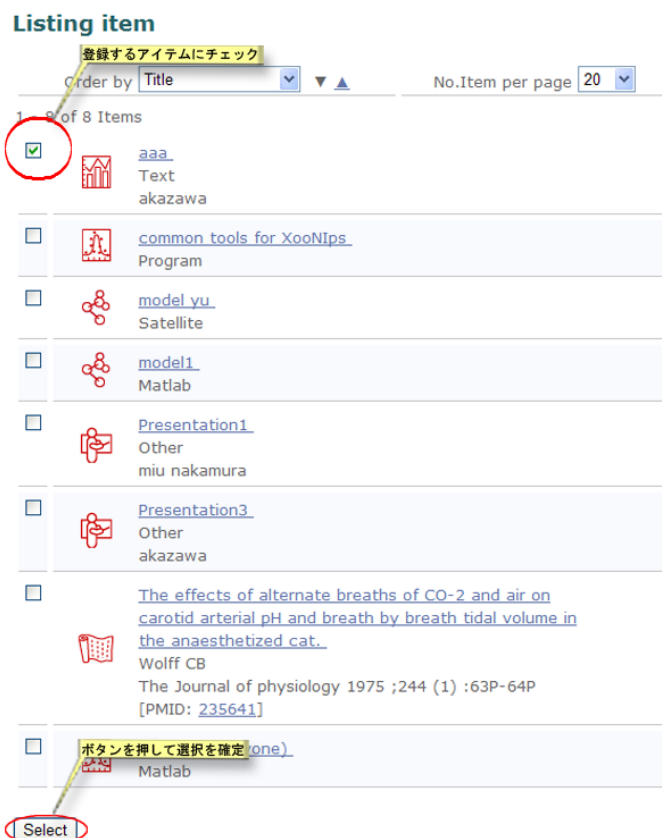 Listing item
登録するアイテムにチェック
Order by Title ▼ ▲ No.Item per page 20
1 - 8 of 8 Items
aaa
Text
akazawa
common tools for XooNIps
Program
model yu
Satellite
model1
Matlab
Presentation1
Other
miu nakamura
Presentation3
Other
akazawa
The effects of alternate breaths of CO-2 and air on
carotid arterial pH and breath by breath tidal volume in
the anaesthetized cat.
Wolff CB
The Journal of physiology 1975 ;244 (1) :63P-64P
[PMID: 235641]
ボタンを押して選択を確定
yone)
Matlab
Select